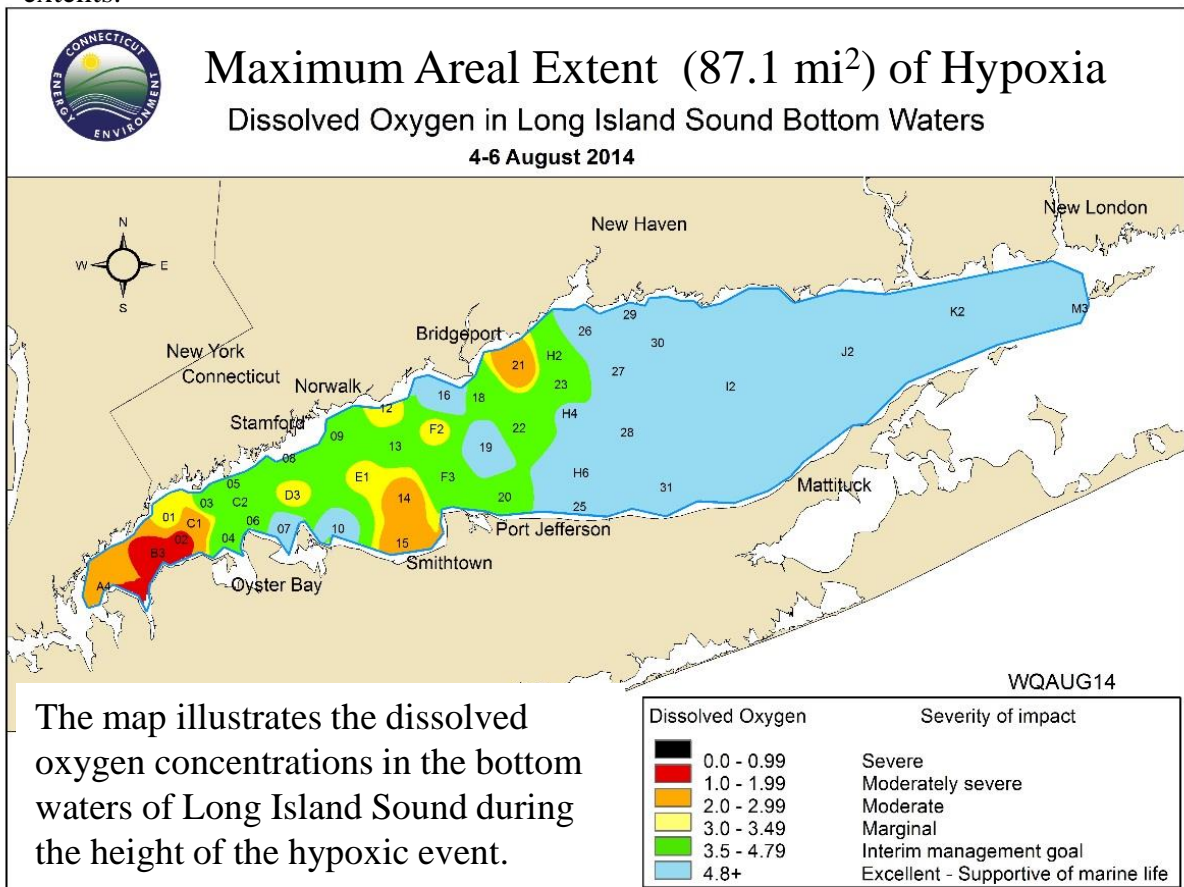 extents.
CONNECTICUT
ENERGY ENVIRONMENT
Maximum Areal Extent (87.1 mi²) of Hypoxia
Dissolved Oxygen in Long Island Sound Bottom Waters
4-6 August 2014
N
W E
S
New London
New Haven
Bridgeport
New York
Connecticut
Norwalk
Stamford
Mattituck
Port Jefferson
Smithtown
Oyster Bay
K2
M3
29
26
30
J2
H2
21
27
I2
23
16
18
12
H4
F2
22
28
09
13
19
08
H6
E1
F3
05
31
D3
14
20
25
03
C2
01
C1
06
07
10
02
04
15
B3
A4
WQAUG14
The map illustrates the dissolved
oxygen concentrations in the bottom
waters of Long Island Sound during
the height of the hypoxic event.
Dissolved Oxygen Severity of impact
0.0 - 0.99 Severe
1.0 - 1.99 Moderately severe
2.0 - 2.99 Moderate
3.0 - 3.49 Marginal
3.5 - 4.79 Interim management goal
4.8+ Excellent - Supportive of marine life